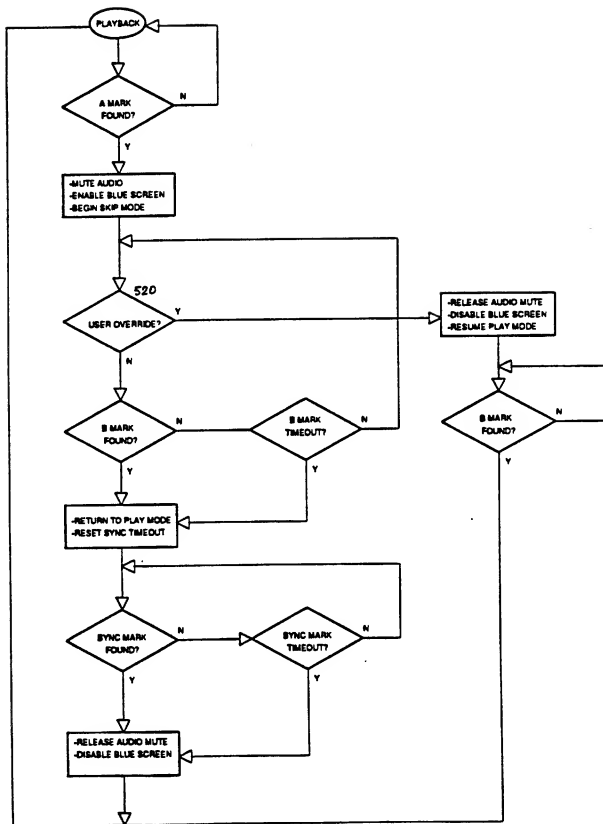 PLAYBACK
A MARK
FOUND?
N
Y
-MUTE AUDIO
-ENABLE BLUE SCREEN
-BEGIN SKIP MODE
520
USER OVERRIDE?
Y
N
-RELEASE AUDIO MUTE
-DISABLE BLUE SCREEN
-RESUME PLAY MODE
B MARK
FOUND?
N
Y
B MARK
TIMEOUT?
N
Y
B MARK
FOUND?
N
Y
-RETURN TO PLAY MODE
-RESET SYNC TIMEOUT
SYNC MARK
FOUND?
N
Y
SYNC MARK
TIMEOUT?
N
Y
-RELEASE AUDIO MUTE
-DISABLE BLUE SCREEN